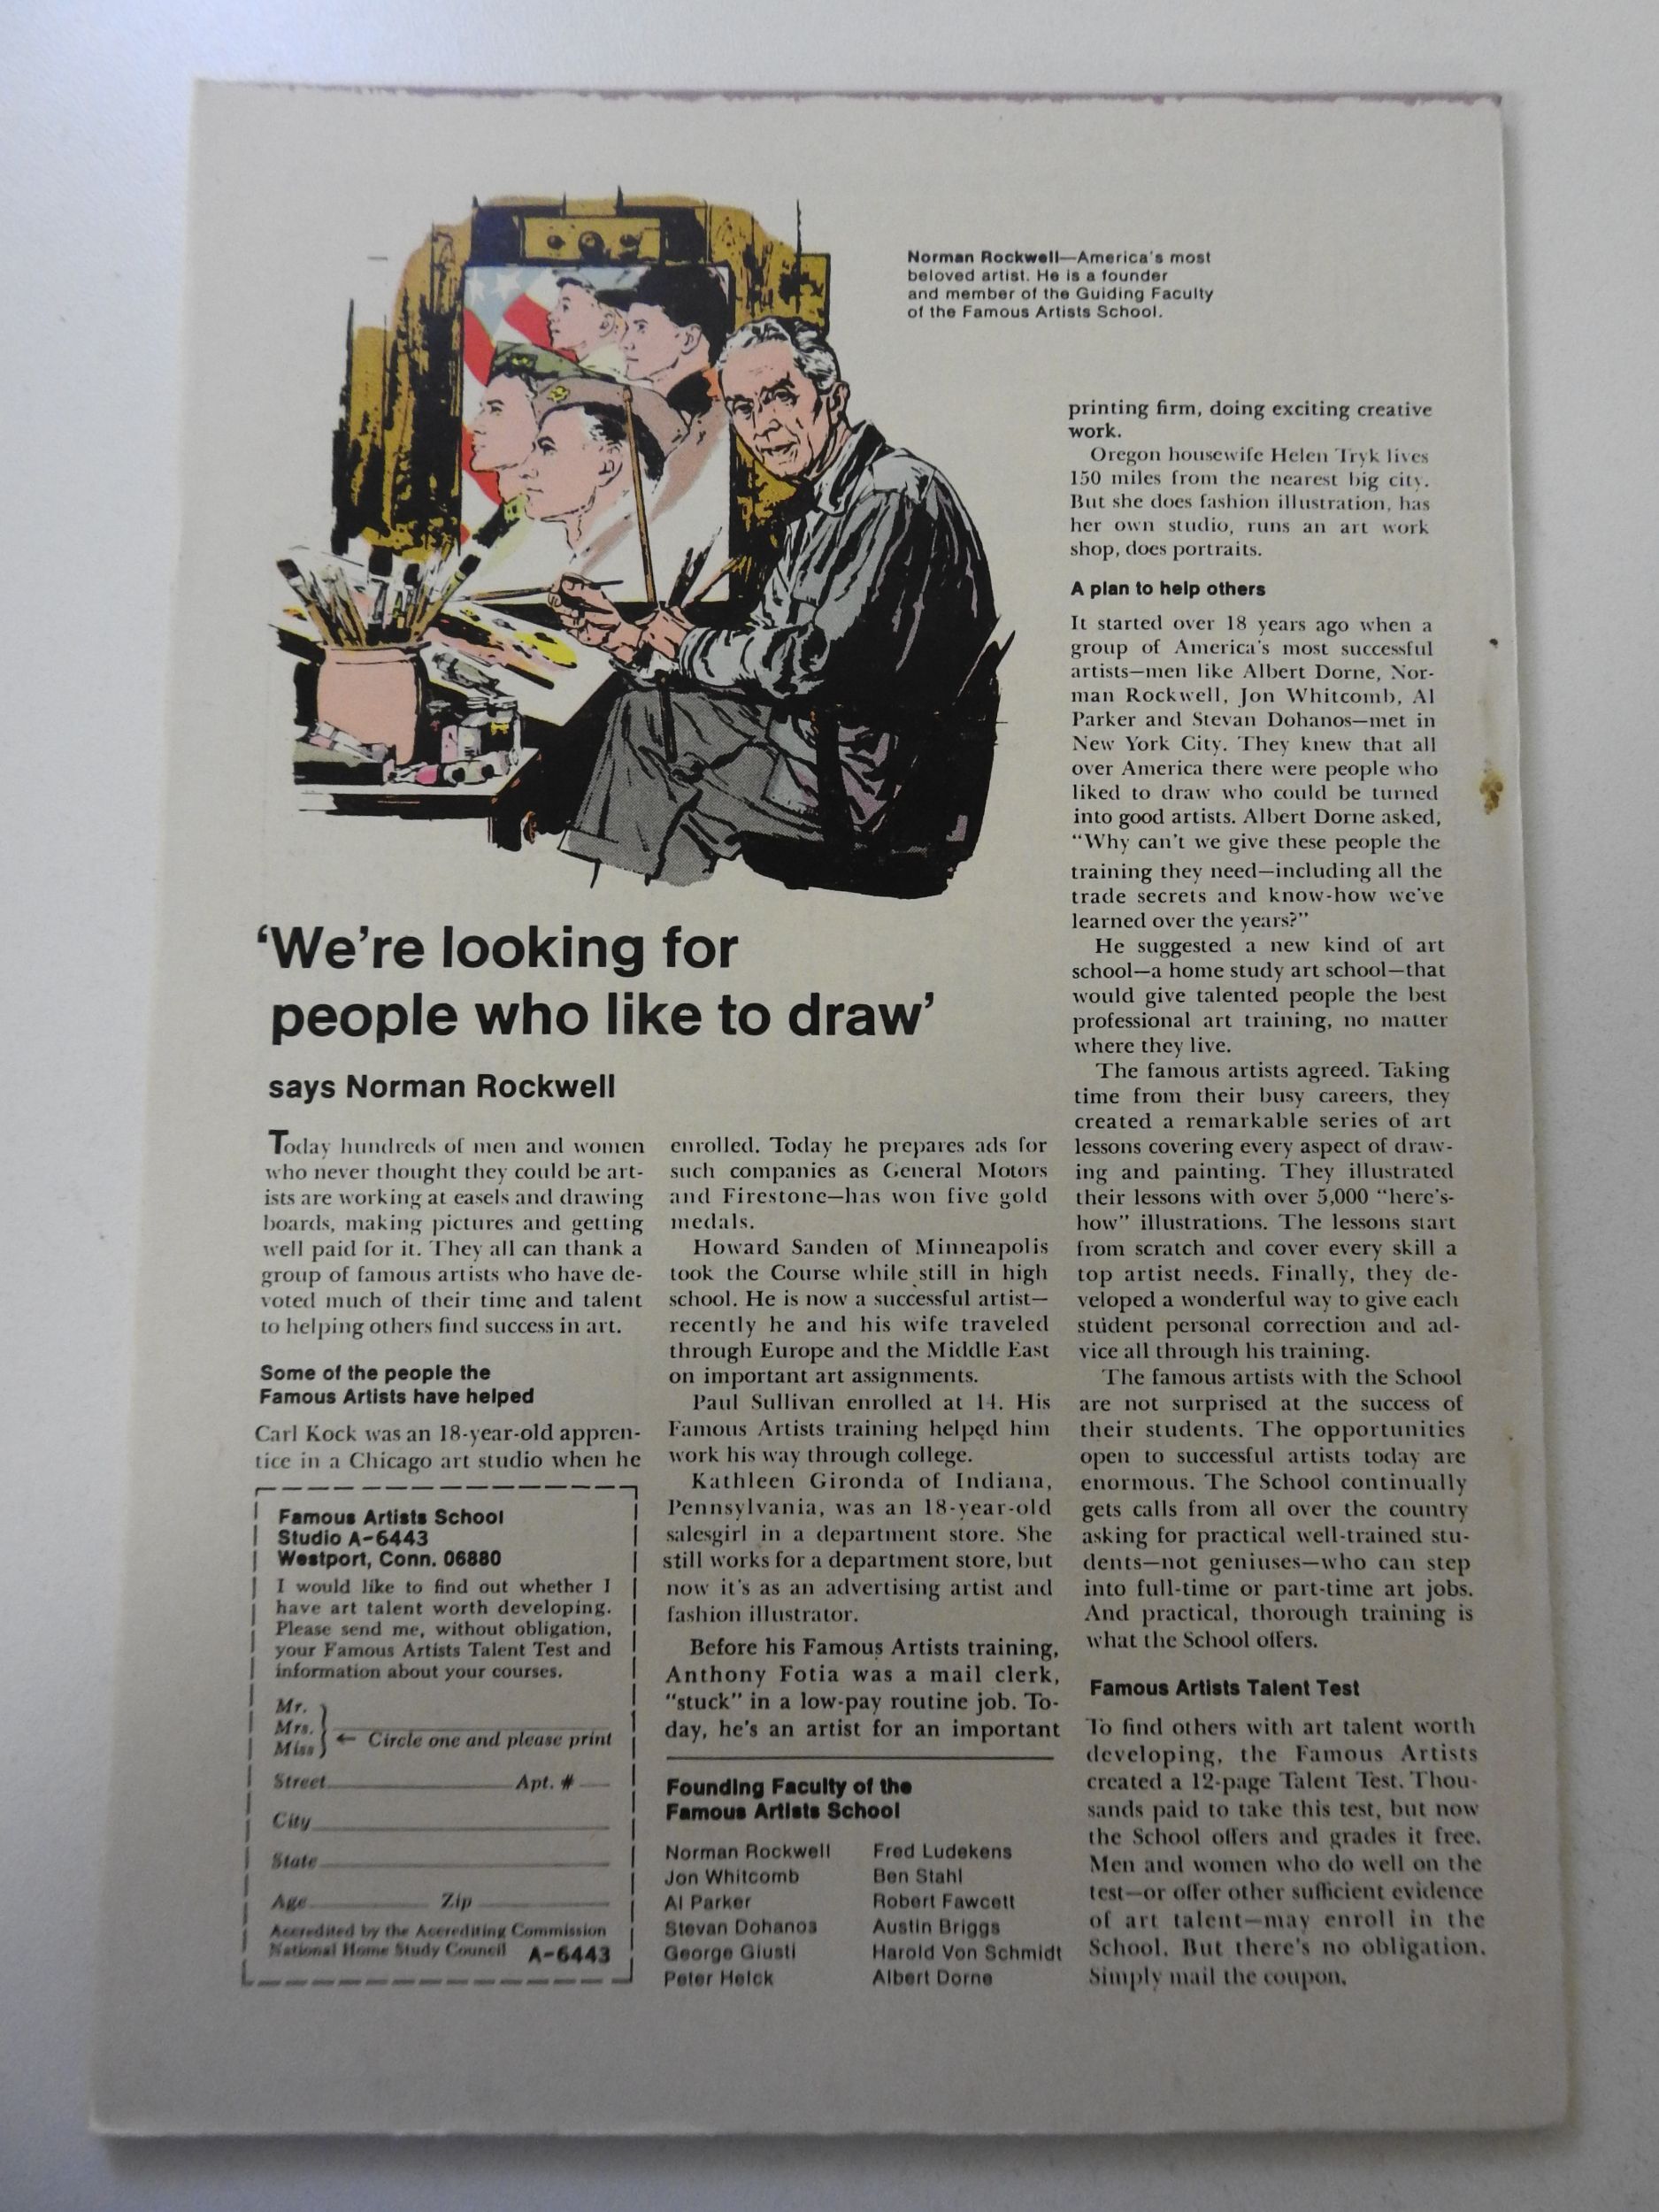 Norman Rockwell—America's most
beloved artist. He is a founder
and member of the Guiding Faculty
of the Famous Artists School.
'We're looking for
people who like to draw'
says Norman Rockwell
Today hundreds of men and women
who never thought they could be art-
ists are working at easels and drawing
boards, making pictures and getting
well paid for it. They all can thank a
group of famous artists who have de-
voted much of their time and talent
to helping others find success in art.
Some of the people the
Famous Artists have helped
Carl Kock was an 18-year-old appren-
tice in a Chicago art studio when he
enrolled. Today he prepares ads for
such companies as General Motors
and Firestone—has won five gold
medals.
Howard Sanden of Minneapolis
took the Course while still in high
school. He is now a successful artist—
recently he and his wife traveled
through Europe and the Middle East
on important art assignments.
Paul Sullivan enrolled at 14. His
Famous Artists training helped him
work his way through college.
Kathleen Gironda of Indiana,
Pennsylvania, was an 18-year-old
salesgirl in a department store. She
still works for a department store, but
now it's as an advertising artist and
fashion illustrator.
Before his Famous Artists training,
Anthony Fotia was a mail clerk,
"stuck" in a low-pay routine job. To-
day, he's an artist for an important
printing firm, doing exciting creative
work.
Oregon housewife Helen Tryk lives
150 miles from the nearest big city.
But she does fashion illustration, has
her own studio, runs an art work
shop, does portraits.
A plan to help others
It started over 18 years ago when a
group of America's most successful
artists—men like Albert Dorne, Nor-
man Rockwell, Jon Whitcomb, Al
Parker and Stevan Dohanos—met in
New York City. They knew that all
over America there were people who
liked to draw who could be turned
into good artists. Albert Dorne asked,
"Why can't we give these people the
training they need—including all the
trade secrets and know-how we've
learned over the years?"
He suggested a new kind of art
school—a home study art school—that
would give talented people the best
professional art training, no matter
where they live.
The famous artists agreed. Taking
time from their busy careers, they
created a remarkable series of art
lessons covering every aspect of draw-
ing and painting. They illustrated
their lessons with over 5,000 "here's-
how" illustrations. The lessons start
from scratch and cover every skill a
top artist needs. Finally, they de-
veloped a wonderful way to give each
student personal correction and ad-
vice all through his training.
The famous artists with the School
are not surprised at the success of
their students. The opportunities
open to successful artists today are
enormous. The School continually
gets calls from all over the country
asking for practical well-trained stu-
dents—not geniuses—who can step
into full-time or part-time art jobs.
And practical, thorough training is
what the School offers.
Famous Artists Talent Test
To find others with art talent worth
developing, the Famous Artists
created a 12-page Talent Test. Thou-
sands paid to take this test, but now
the School offers and grades it free.
Men and women who do well on the
test—or offer other sufficient evidence
of art talent—may enroll in the
School. But there's no obligation.
Simply mail the coupon.
Famous Artists School
Studio A-6443
Westport, Conn. 06880
I would like to find out whether I
have art talent worth developing.
Please send me, without obligation,
your Famous Artists Talent Test and
information about your courses.
Mr.
Mrs.
Miss
← Circle one and please print
Street Apt. #
City
State
Age Zip
Accredited by the Accrediting Commission
National Home Study Council A-6443
Founding Faculty of the
Famous Artists School
Norman Rockwell
Jon Whitcomb
Al Parker
Stevan Dohanos
George Giusti
Peter Helck
Fred Ludekens
Ben Stahl
Robert Fawcett
Austin Briggs
Harold Von Schmidt
Albert Dorne